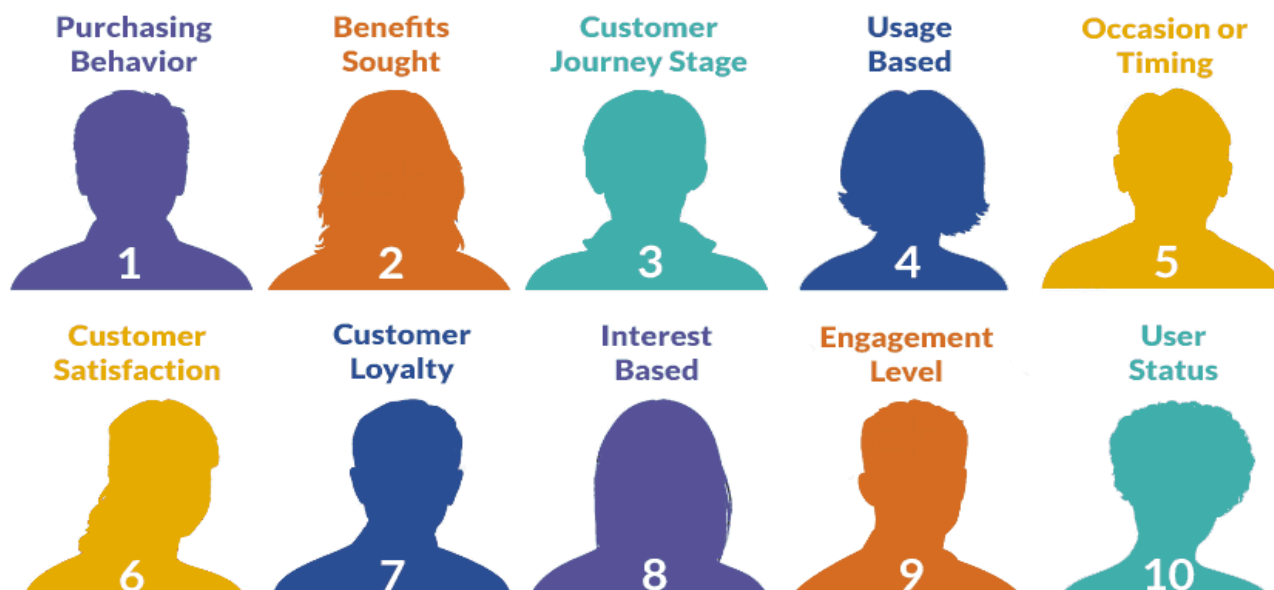 Purchasing
Behavior
Benefits
Sought
Customer
Journey Stage
Usage
Based
Occasion or
Timing
1
2
3
4
5
Customer
Satisfaction
Customer
Loyalty
Interest
Based
Engagement
Level
User
Status
6
7
8
9
10